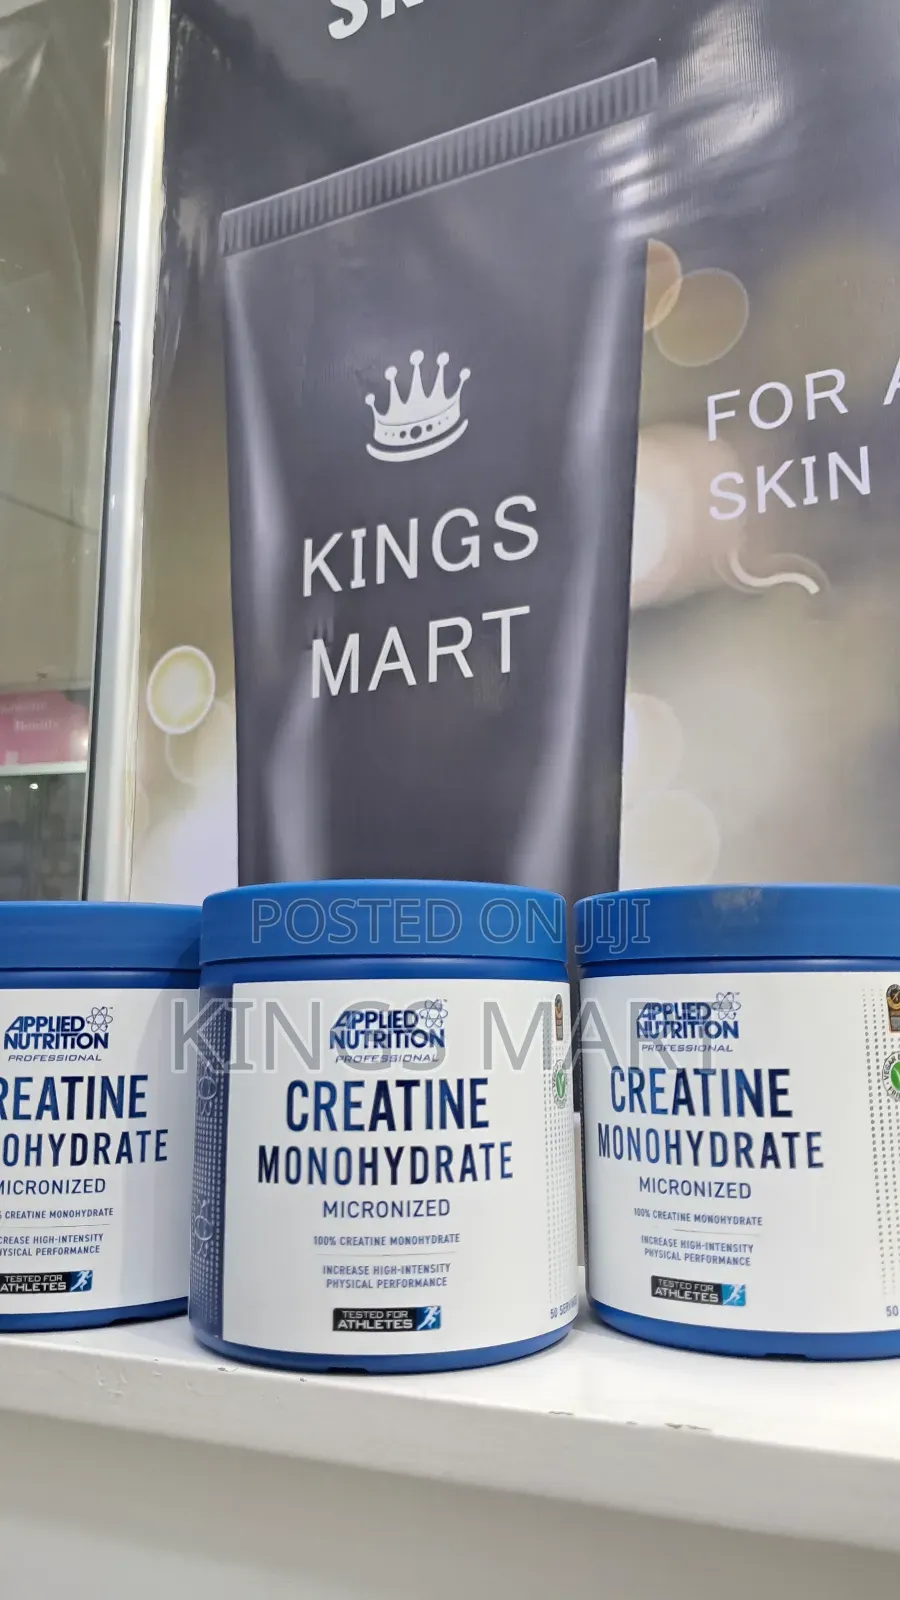 KINGS
MART
FOR A
SKIN
POSTED ON JIJI
KINGS MART
APPLIED
NUTRITION
PROFESSIONAL
REATINE
OHYDRATE
MICRONIZED
CREATINE MONOHYDRATE
CREASE HIGH-INTENSITY
YSICAL PERFORMANCE
TESTED FOR
ATHLETES
APPLIED
NUTRITION
PROFESSIONAL
CREATINE
MONOHYDRATE
MICRONIZED
100% CREATINE MONOHYDRATE
INCREASE HIGH-INTENSITY
PHYSICAL PERFORMANCE
TESTED FOR
ATHLETES
50
APPLIED
NUTRITION
PROFESSIONAL
CREATINE
MONOHYDRATE
MICRONIZED
100% CREATINE MONOHYDRATE
INCREASE HIGH-INTENSITY
PHYSICAL PERFORMANCE
TESTED FOR
ATHLETES
50
VEGAN